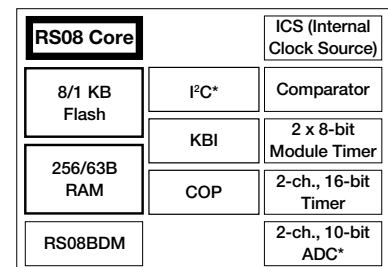 RS08 Core
ICS (Internal
Clock Source)
8/1 KB
Flash
I²C*
Comparator
KBI
2 x 8-bit
Module Timer
256/63B
RAM
COP
2-ch., 16-bit
Timer
RS08BDM
2-ch., 10-bit
ADC*